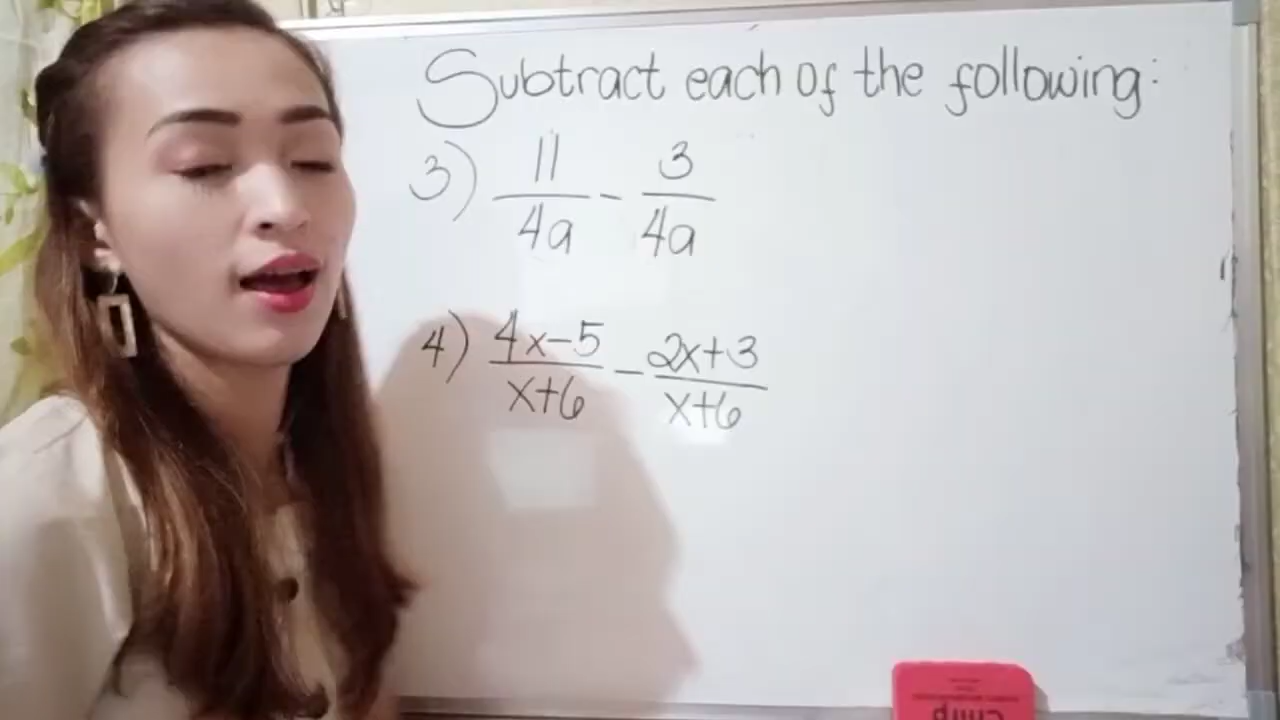 Subtract each of the following:
3) 11/4a - 3/4a
4) 4x-5/x+6 - 2x+3/x+6